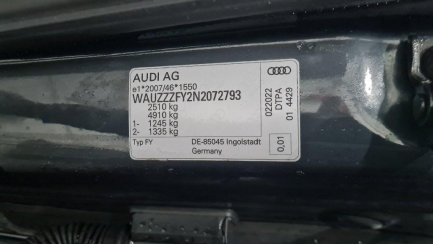 AUDI AG
e1*2007/46*1550
WAUZZZFY2N2072793
2510 kg
4910 kg
1- 1245 kg
2- 1335 kg
Typ FY
DE-85045 Ingolstadt
Germany
022022
DTPA
01 4429
0,01